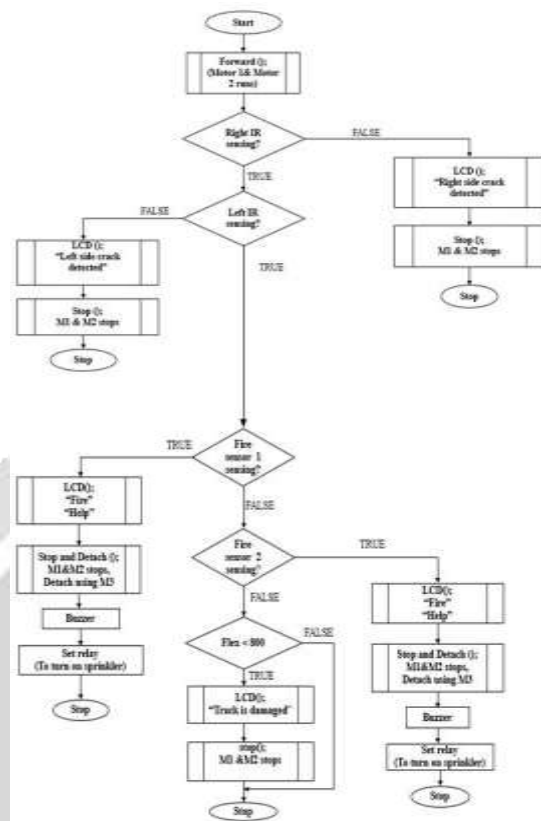 Start
Forward ();
(Motor 1& Motor
2 runs)
Right IR
sensing?
FALSE
TRUE
LCD ();
“Right side crack
detected”
Stop ();
M1 & M2 stops
Stop
Left IR
sensing?
FALSE
TRUE
LCD ();
“Left side crack
detected”
Stop ();
M1 & M2 stops
Stop
Fire
sensor 1
sensing?
TRUE
FALSE
LCD();
“Fire”
“Help”
Stop and Detach ();
M1&M2 stops,
Detach using M3
Buzzer
Set relay
(To turn on sprinkler)
Stop
Fire
sensor 2
sensing?
TRUE
FALSE
LCD();
“Fire”
“Help”
Stop and Detach ();
M1&M2 stops,
Detach using M3
Buzzer
Set relay
(To turn on sprinkler)
Stop
Flex < 800
FALSE
TRUE
LCD();
“Track is damaged”
stop();
M1 &M2 stops
Stop